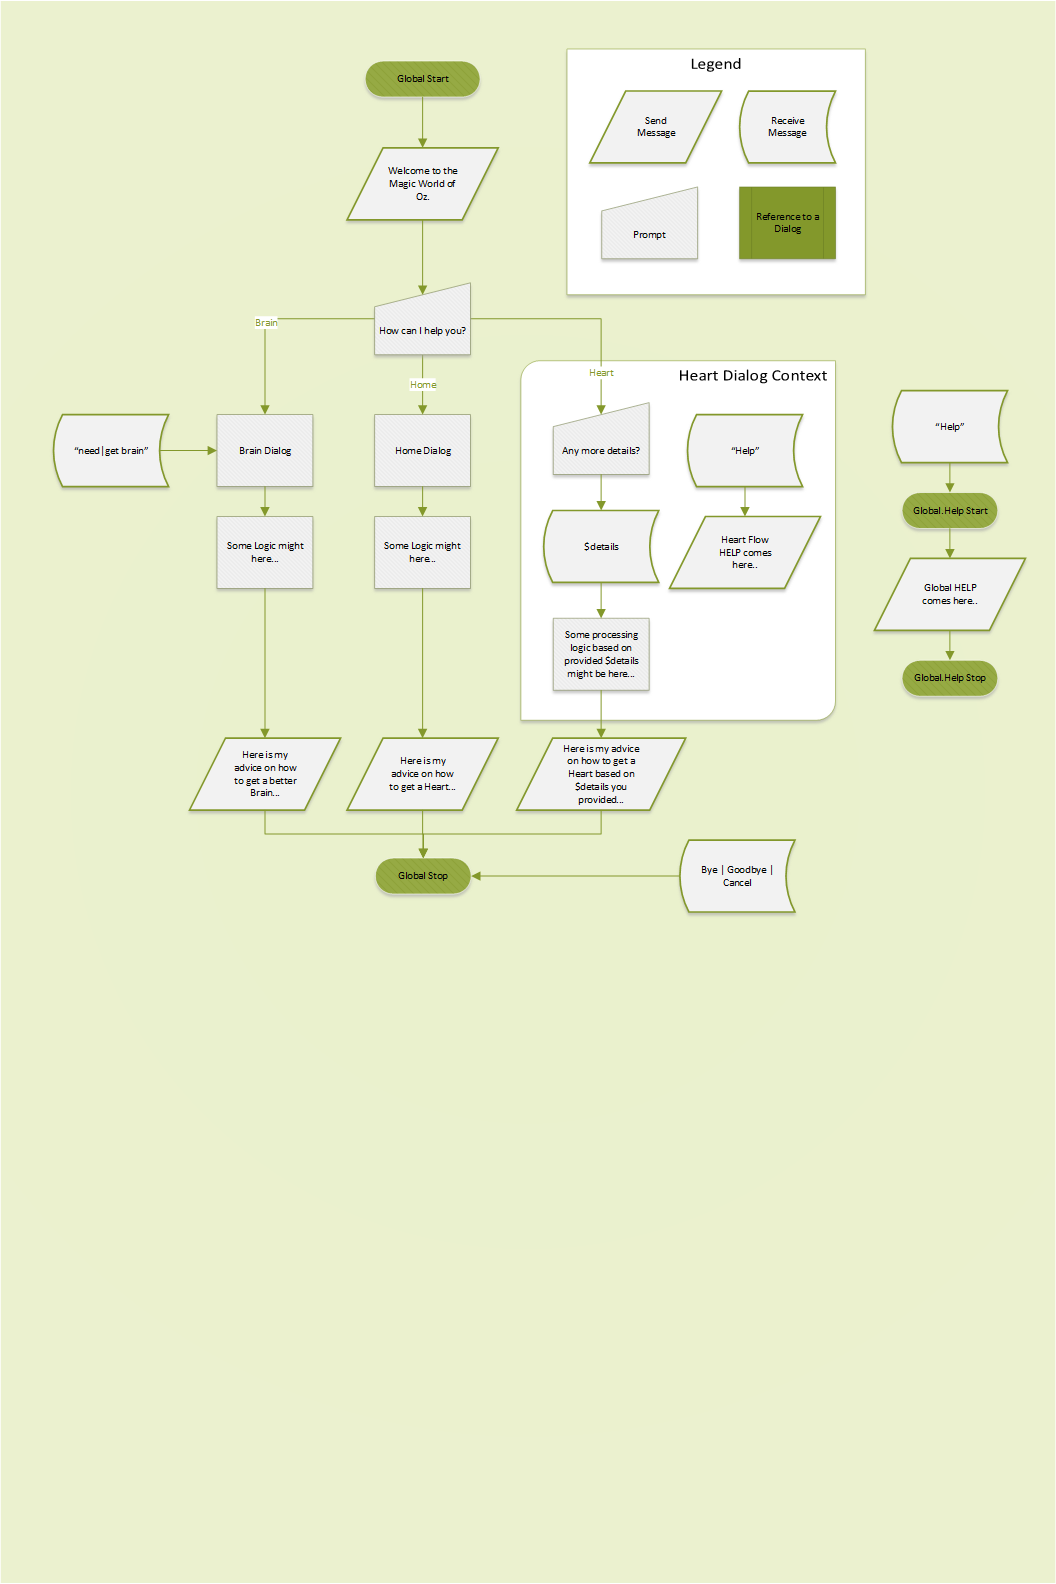 Global Start
Legend
Send
Message
Receive
Message
Welcome to the
Magic World of
Oz.
Prompt
Reference to a
Dialog
How can I help you?
Brain
Home
Heart
Heart Dialog Context
"need|get brain"
Brain Dialog
Home Dialog
Any more details?
“Help”
“Help”
Global.Help Start
Some Logic might
here...
Some Logic might
here...
$details
Heart Flow
HELP comes
here..
Global HELP
comes here..
Some processing
logic based on
provided $details
might be here...
Global.Help Stop
Here is my
advice on how
to get a better
Brain...
Here is my
advice on how
to get a Heart...
Here is my advice
on how to get a
Heart based on
$details you
provided...
Global Stop
Bye | Goodbye |
Cancel